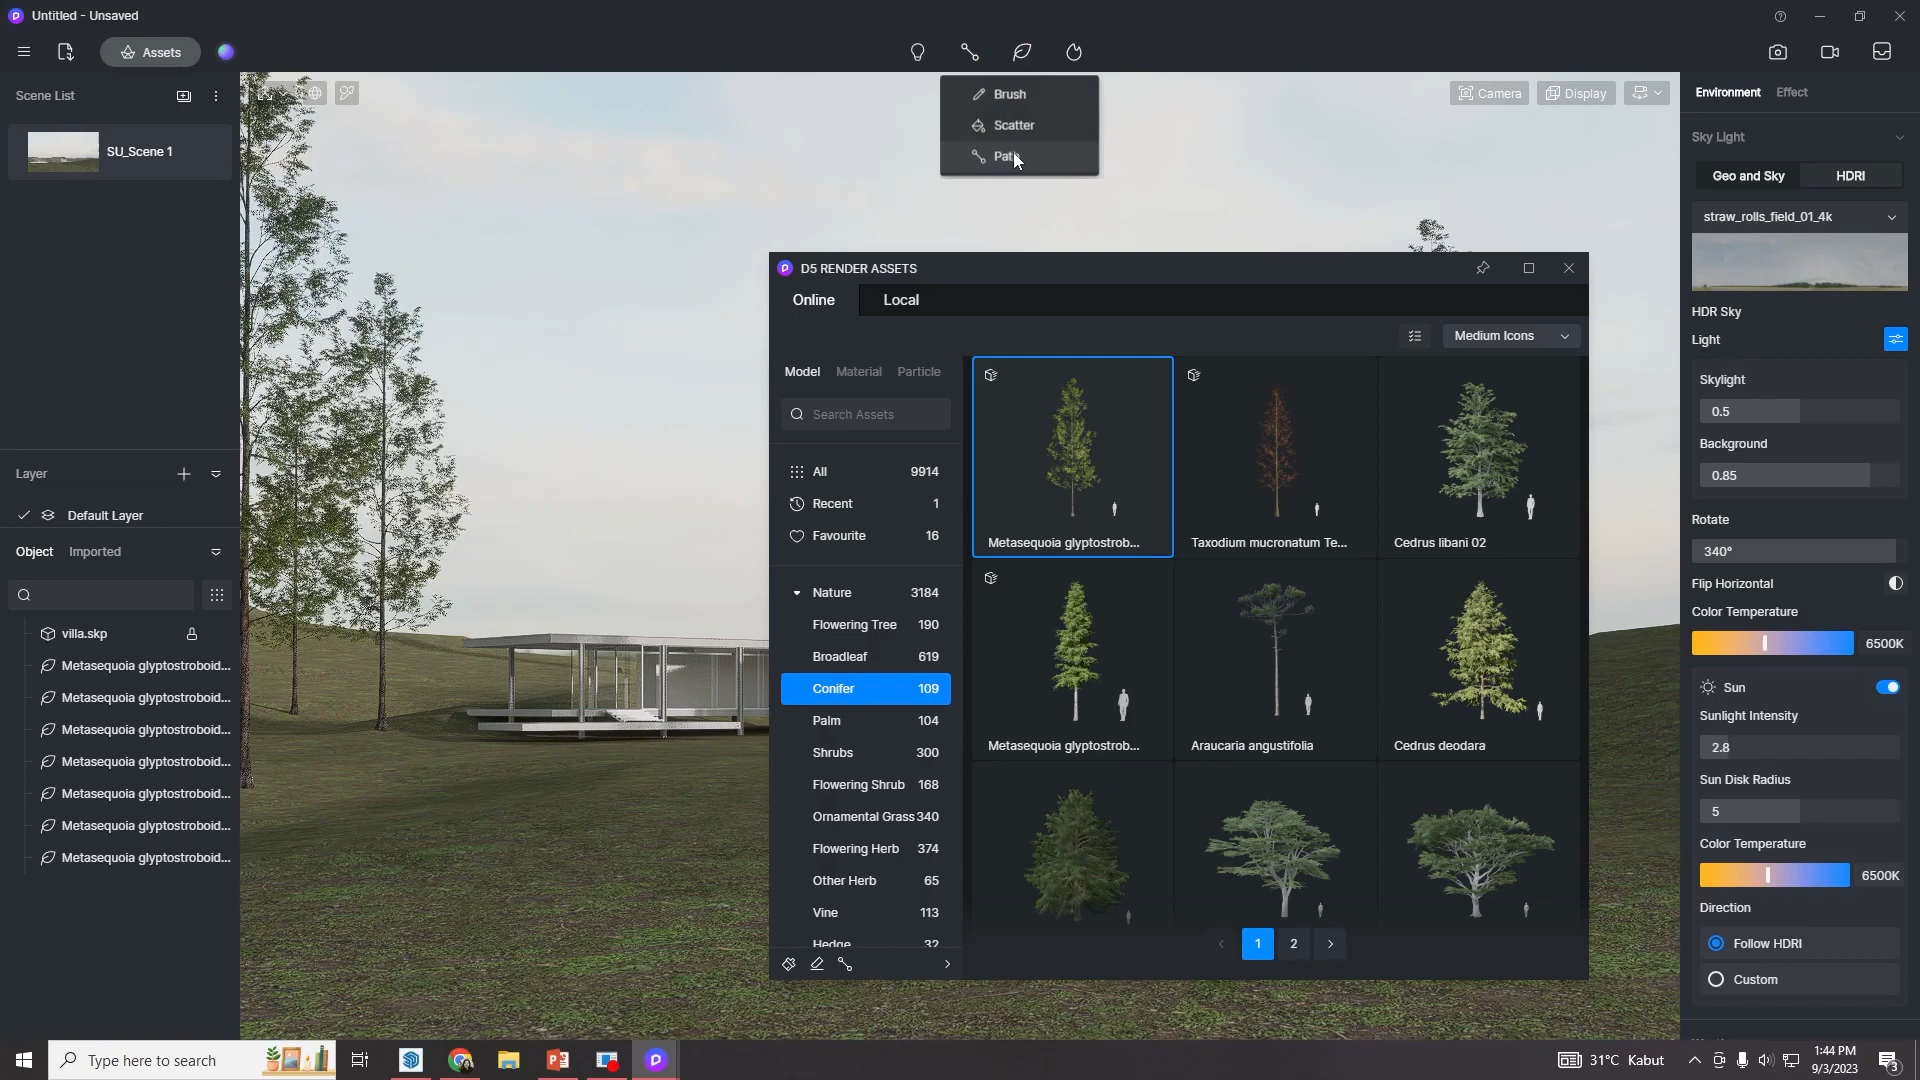 Untitled - Unsaved
Assets
Scene List
SU_Scene 1
Layer
Default Layer
Object Imported
villa.skp
Metasequoia glyptostroboid...
Metasequoia glyptostroboid...
Metasequoia glyptostroboid...
Metasequoia glyptostroboid...
Metasequoia glyptostroboid...
Metasequoia glyptostroboid...
Metasequoia glyptostroboid...
Brush
Scatter
Path
Camera Display
D5 RENDER ASSETS
Online Local
Medium Icons
Model Material Particle
Search Assets
All 9914
Recent 1
Favourite 16
Nature 3184
Flowering Tree 190
Broadleaf 619
Conifer 109
Palm 104
Shrubs 300
Flowering Shrub 168
Ornamental Grass 340
Flowering Herb 374
Other Herb 65
Vine 113
Hedge 32
Metasequoia glyptostrob...
Taxodium mucronatum Te...
Cedrus libani 02
Metasequoia glyptostrob...
Araucaria angustifolia
Cedrus deodara
1 2
Environment Effect
Sky Light
Geo and Sky HDRI
straw_rolls_field_01_4k
HDR Sky
Light
Skylight
0.5
Background
0.85
Rotate
340°
Flip Horizontal
Color Temperature
6500K
Sun
Sunlight Intensity
2.8
Sun Disk Radius
5
Color Temperature
6500K
Direction
Follow HDRI
Custom
Type here to search
31°C Kabut
1:44 PM
9/3/2023
3